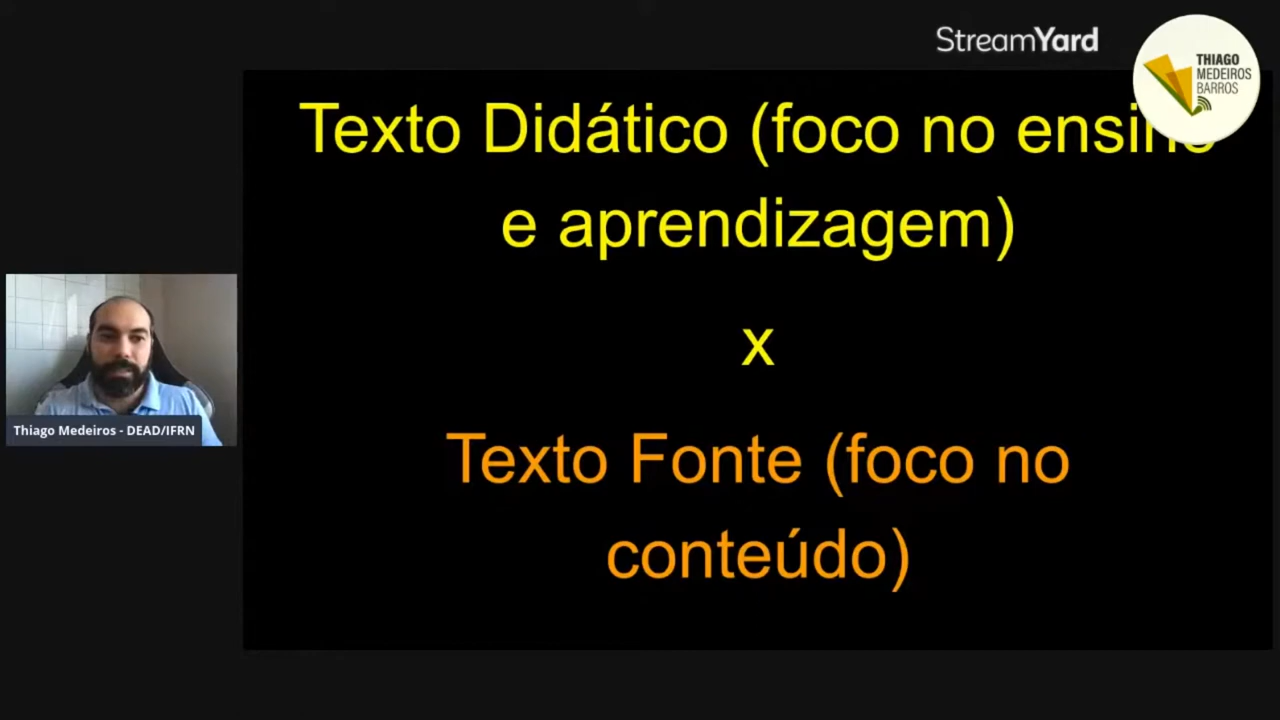 StreamYard
THIAGO
MEDEIROS
BARROS
Texto Didático (foco no ensino
e aprendizagem)
x
Texto Fonte (foco no
conteúdo)
Thiago Medeiros - DEAD/IFRN